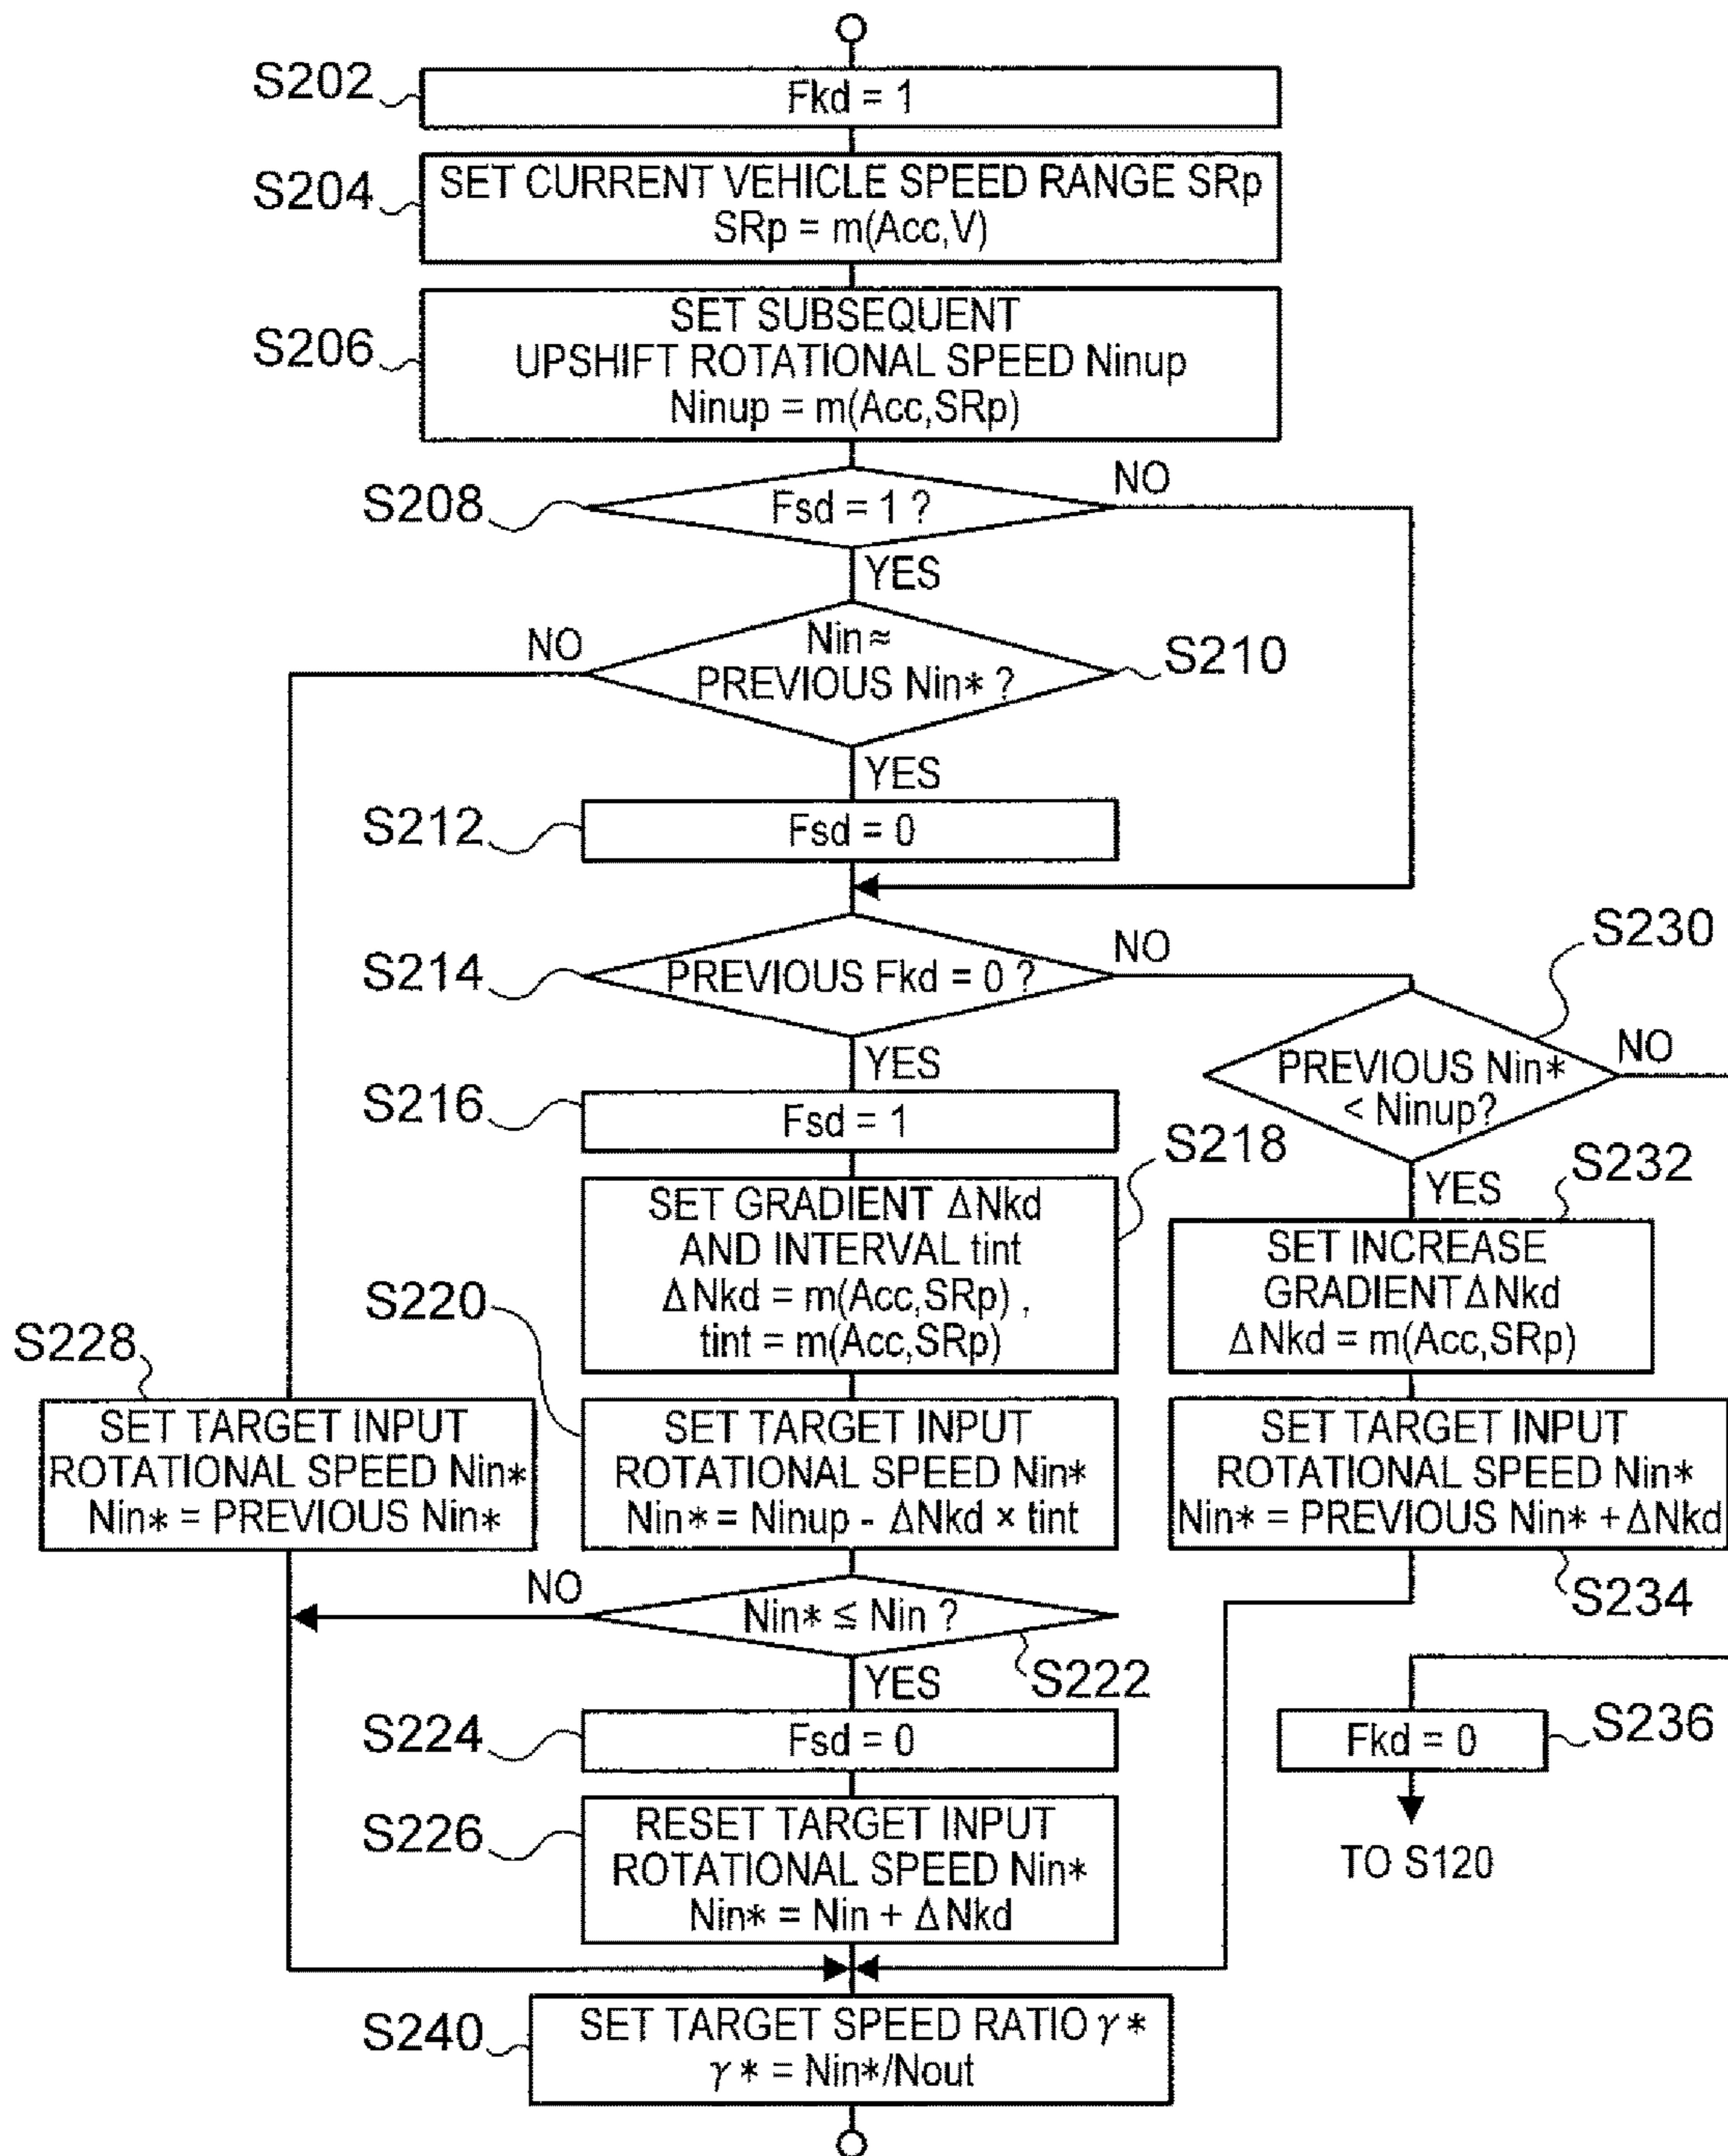 S202
Fkd = 1
S204
SET CURRENT VEHICLE SPEED RANGE SRp
SRp = m(Acc,V)
S206
SET SUBSEQUENT
UPSHIFT ROTATIONAL SPEED Ninup
Ninup = m(Acc,SRp)
S208
Fsd = 1 ?
NO
YES
S210
Nin ≈
PREVIOUS Nin* ?
NO
YES
S212
Fsd = 0
S214
PREVIOUS Fkd = 0 ?
NO
YES
S230
PREVIOUS Nin*
< Ninup?
NO
YES
S216
Fsd = 1
S218
SET GRADIENT ΔNkd
AND INTERVAL tint
ΔNkd = m(Acc,SRp) ,
tint = m(Acc,SRp)
S232
SET INCREASE
GRADIENT ΔNkd
ΔNkd = m(Acc,SRp)
S228
SET TARGET INPUT
ROTATIONAL SPEED Nin*
Nin* = PREVIOUS Nin*
S220
SET TARGET INPUT
ROTATIONAL SPEED Nin*
Nin* = Ninup - ΔNkd × tint
SET TARGET INPUT
ROTATIONAL SPEED Nin*
Nin* = PREVIOUS Nin* + ΔNkd
S234
NO
Nin* ≦ Nin ?
S222
YES
S224
Fsd = 0
Fkd = 0
S236
TO S120
S226
RESET TARGET INPUT
ROTATIONAL SPEED Nin*
Nin* = Nin + ΔNkd
S240
SET TARGET SPEED RATIO γ*
γ* = Nin*/Nout